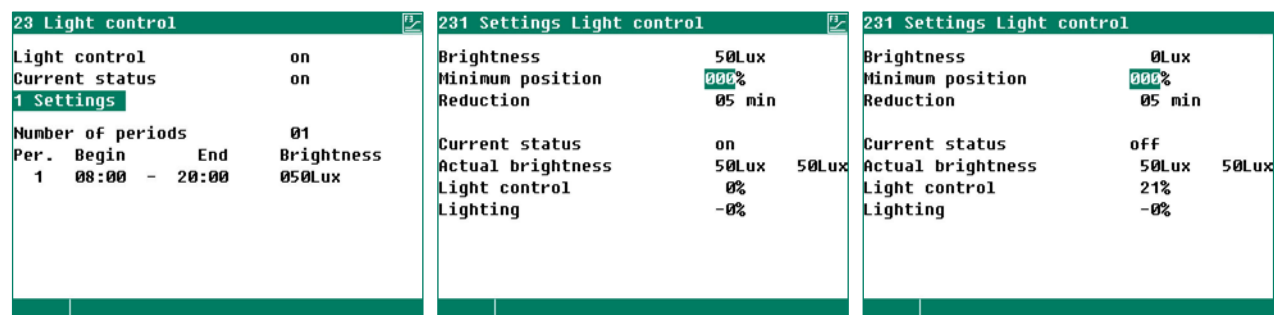 23 Light control F3
Light control on
Current status on
1 Settings
Number of periods 01
Per. Begin End Brightness
1 08:00 - 20:00 050Lux
231 Settings Light control F3
Brightness 50Lux
Minimum position 000%
Reduction 05 min
Current status on
Actual brightness 50Lux 50Lux
Light control 0%
Lighting -0%
231 Settings Light control
Brightness 0Lux
Minimum position 000%
Reduction 05 min
Current status off
Actual brightness 50Lux 50Lux
Light control 21%
Lighting -0%